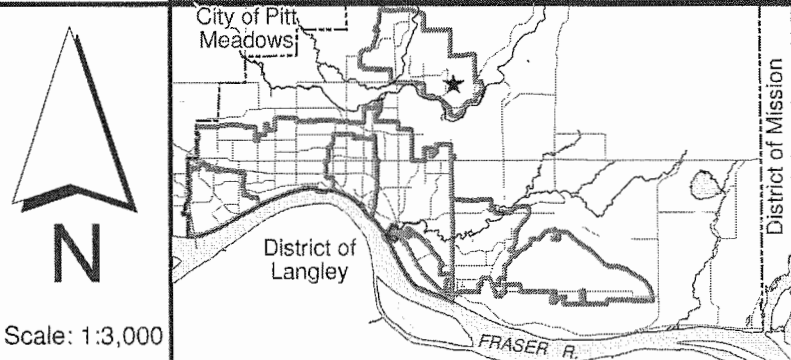 City of Pitt
Meadows
District of Mission
District of
Langley
N
Scale: 1:3,000
FRASER R.